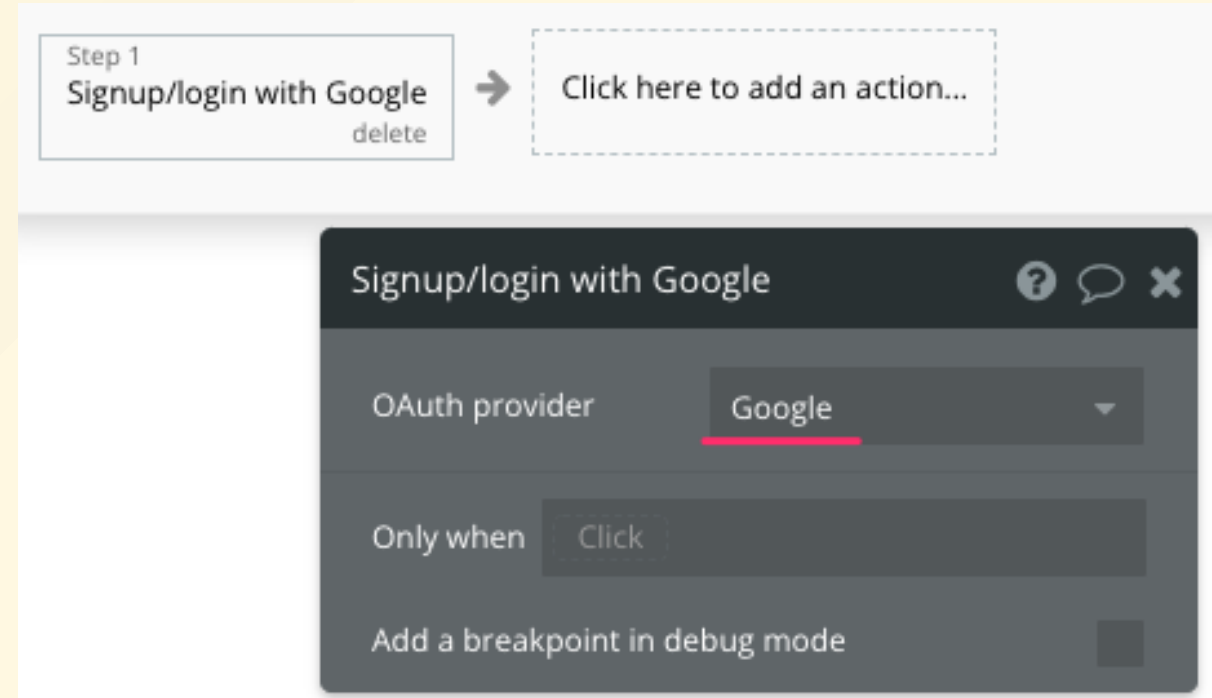 Step 1
Signup/login with Google
delete
Click here to add an action...
Signup/login with Google
OAuth provider
Google
Only when
Click
Add a breakpoint in debug mode